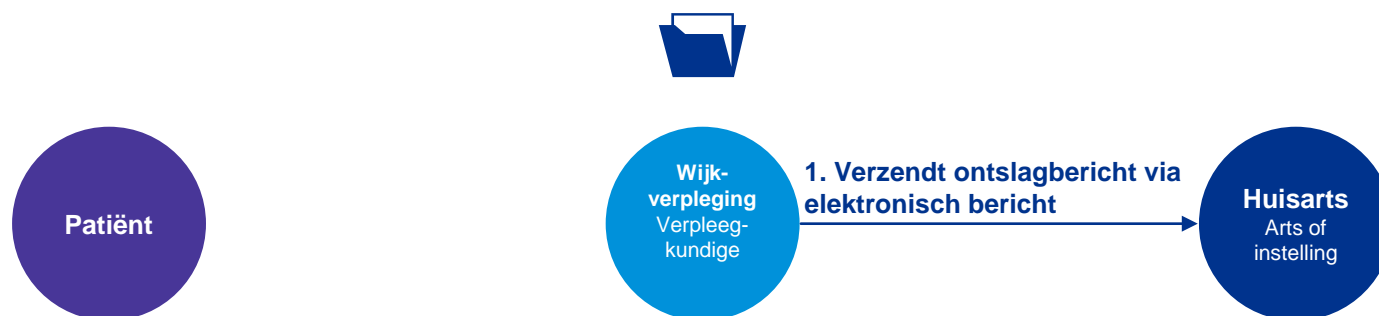 Patiënt
Wijk-
verpleging
Verpleeg-
kundige
1. Verzendt ontslagbericht via
elektronisch bericht
Huisarts
Arts of
instelling